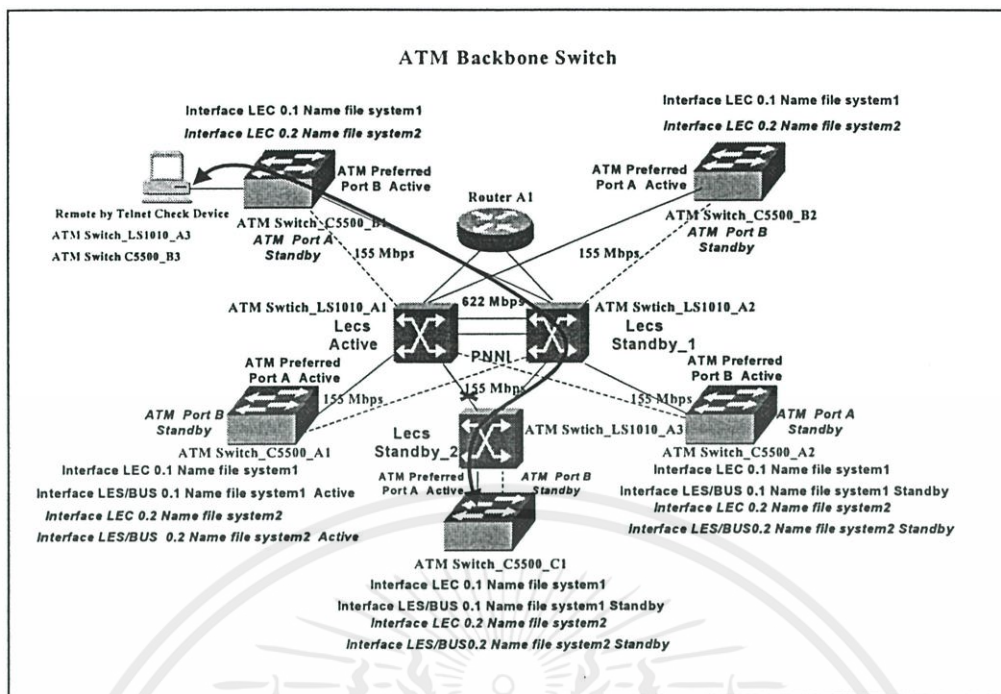 ATM Backbone Switch
Interface LEC 0.1 Name file system1
Interface LEC 0.2 Name file system2
Interface LEC 0.1 Name file system1
Interface LEC 0.2 Name file system2
ATM Preferred
Port B Active
ATM Preferred
Port A Active
Router A1
Remote by Telnet Check Device
ATM Switch_LS1010_A3
ATM Switch C5500_B3
ATM Switch_C5500_B1
ATM Port A
Standby
ATM Switch_C5500_B2
ATM Port B
Standby
155 Mbps
155 Mbps
ATM Swtich_LS1010_A1
622 Mbps
ATM Swtich_LS1010_A2
Lecs
Active
Lecs
Standby_1
PNNI
ATM Preferred
Port A Active
ATM Preferred
Port B Active
155 Mbps
155 Mbps
155 Mbps
ATM Port B
Standby
ATM Port A
Standby
Lecs
Standby_2
ATM Swtich_LS1010_A3
ATM Switch_C5500_A1
ATM Switch_C5500_A2
ATM Preferred
Port A Active
ATM Port B
Standby
Interface LEC 0.1 Name file system1
Interface LES/BUS 0.1 Name file system1 Active
Interface LEC 0.2 Name file system2
Interface LES/BUS 0.2 Name file system2 Active
Interface LEC 0.1 Name file system1
Interface LES/BUS 0.1 Name file system1 Standby
Interface LEC 0.2 Name file system2
Interface LES/BUS0.2 Name file system2 Standby
ATM Switch_C5500_C1
Interface LEC 0.1 Name file system1
Interface LES/BUS 0.1 Name file system1 Standby
Interface LEC 0.2 Name file system2
Interface LES/BUS0.2 Name file system2 Standby